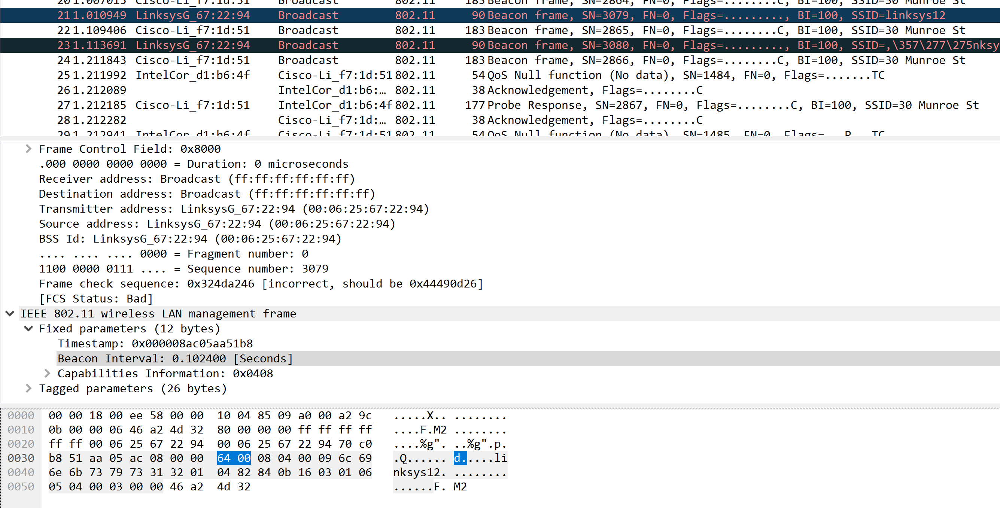 20 1.007015 Cisco-Li_f7:1d:51 Broadcast 802.11 183 Beacon frame, SN=2864, FN=0, Flags=........C, BI=100, SSID=30 Munroe St
21 1.010949 LinksysG_67:22:94 Broadcast 802.11 90 Beacon frame, SN=3079, FN=0, Flags=........., BI=100, SSID=linksys12
22 1.109406 Cisco-Li_f7:1d:51 Broadcast 802.11 183 Beacon frame, SN=2865, FN=0, Flags=........C, BI=100, SSID=30 Munroe St
23 1.113691 LinksysG_67:22:94 Broadcast 802.11 90 Beacon frame, SN=3080, FN=0, Flags=........., BI=100, SSID=,\357\277\275nksy
24 1.211843 Cisco-Li_f7:1d:51 Broadcast 802.11 183 Beacon frame, SN=2866, FN=0, Flags=........C, BI=100, SSID=30 Munroe St
25 1.211992 IntelCor_d1:b6:4f Cisco-Li_f7:1d:51 802.11 54 QoS Null function (No data), SN=1484, FN=0, Flags=.......TC
26 1.212089 IntelCor_d1:b6:… 802.11 38 Acknowledgement, Flags=........C
27 1.212185 Cisco-Li_f7:1d:51 IntelCor_d1:b6:4f 802.11 177 Probe Response, SN=2867, FN=0, Flags=........C, BI=100, SSID=30 Munroe St
28 1.212282 Cisco-Li_f7:1d:… 802.11 38 Acknowledgement, Flags=........C
29 1.212941 IntelCor_d1:b6:4f Cisco-Li_f7:1d:51 802.11 54 QoS Null function (No data), SN=1485, FN=0, Flags=...R...TC
Frame Control Field: 0x8000
.000 0000 0000 0000 = Duration: 0 microseconds
Receiver address: Broadcast (ff:ff:ff:ff:ff:ff)
Destination address: Broadcast (ff:ff:ff:ff:ff:ff)
Transmitter address: LinksysG_67:22:94 (00:06:25:67:22:94)
Source address: LinksysG_67:22:94 (00:06:25:67:22:94)
BSS Id: LinksysG_67:22:94 (00:06:25:67:22:94)
.... .... .... 0000 = Fragment number: 0
1100 0000 0111 .... = Sequence number: 3079
Frame check sequence: 0x324da246 [incorrect, should be 0x44490d26]
[FCS Status: Bad]
IEEE 802.11 wireless LAN management frame
Fixed parameters (12 bytes)
Timestamp: 0x000008ac05aa51b8
Beacon Interval: 0.102400 [Seconds]
Capabilities Information: 0x0408
Tagged parameters (26 bytes)
0000 00 00 18 00 ee 58 00 00 10 04 85 09 a0 00 a2 9c .....X.. ........
0010 0b 00 00 06 46 a2 4d 32 80 00 00 00 ff ff ff ff ....F.M2 ........
0020 ff ff 00 06 25 67 22 94 00 06 25 67 22 94 70 c0 ....%g". ..%g".p.
0030 b8 51 aa 05 ac 08 00 00 64 00 08 04 00 09 6c 69 .Q...... d.....li
0040 6e 6b 73 79 73 31 32 01 04 82 84 0b 16 03 01 06 nksys12. ........
0050 05 04 00 03 00 00 46 a2 4d 32 ......F. M2